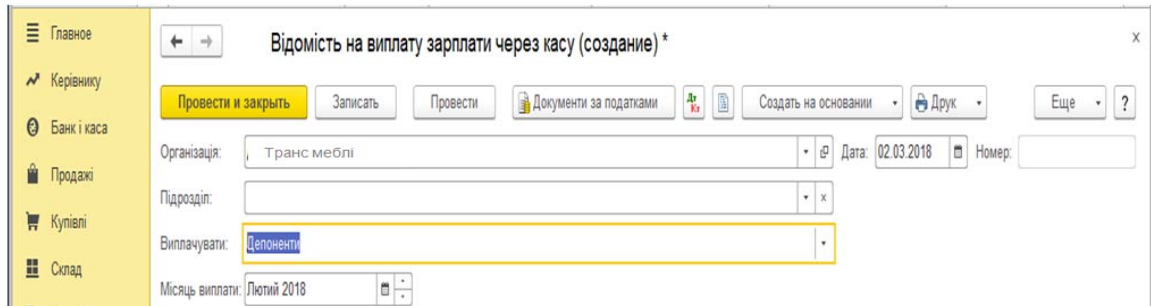 Главное
Керівнику
Банк і каса
Продажі
Купівлі
Склад
Відомість на виплату зарплати через касу (создание) *
x
Провести и закрыть Записать Провести Документи за податками Дт Кт Создать на основании Друк Еще ?
Організація: Транс меблі Дата: 02.03.2018 Номер:
Підрозділ: x
Виплачувати: Депоненти
Місяць виплати: Лютий 2018